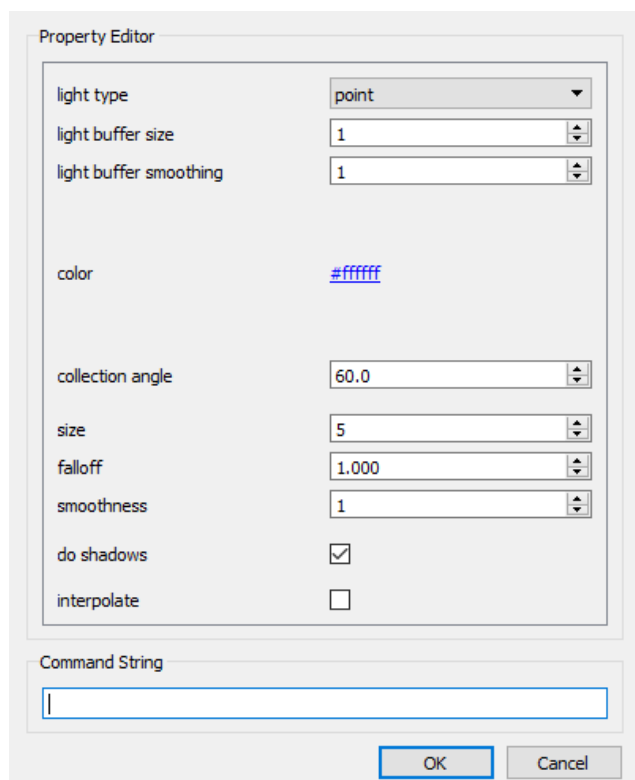 Property Editor
light type point
light buffer size 1
light buffer smoothing 1
color #ffffff
collection angle 60.0
size 5
falloff 1.000
smoothness 1
do shadows
interpolate
Command String
OK Cancel